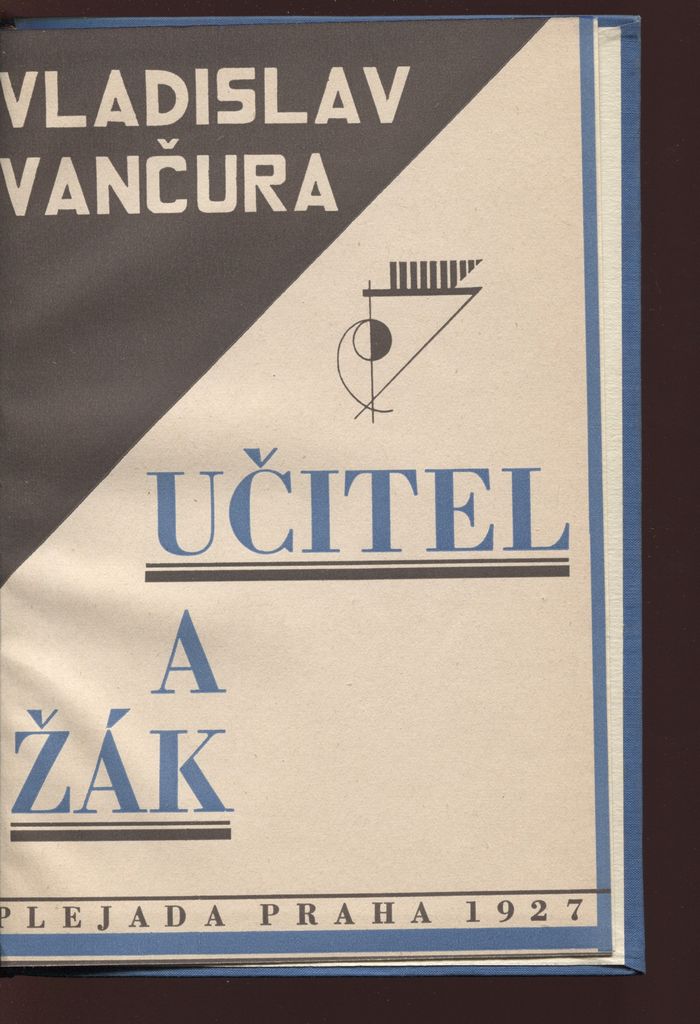 VLADISLAV
VANČURA
UČITEL
A
ŽÁK
PLEJADA PRAHA 1927